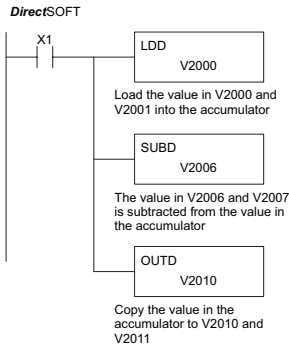 DirectSOFT
X1
LDD
V2000
Load the value in V2000 and
V2001 into the accumulator
SUBD
V2006
The value in V2006 and V2007
is subtracted from the value in
the accumulator
OUTD
V2010
Copy the value in the
accumulator to V2010 and
V2011